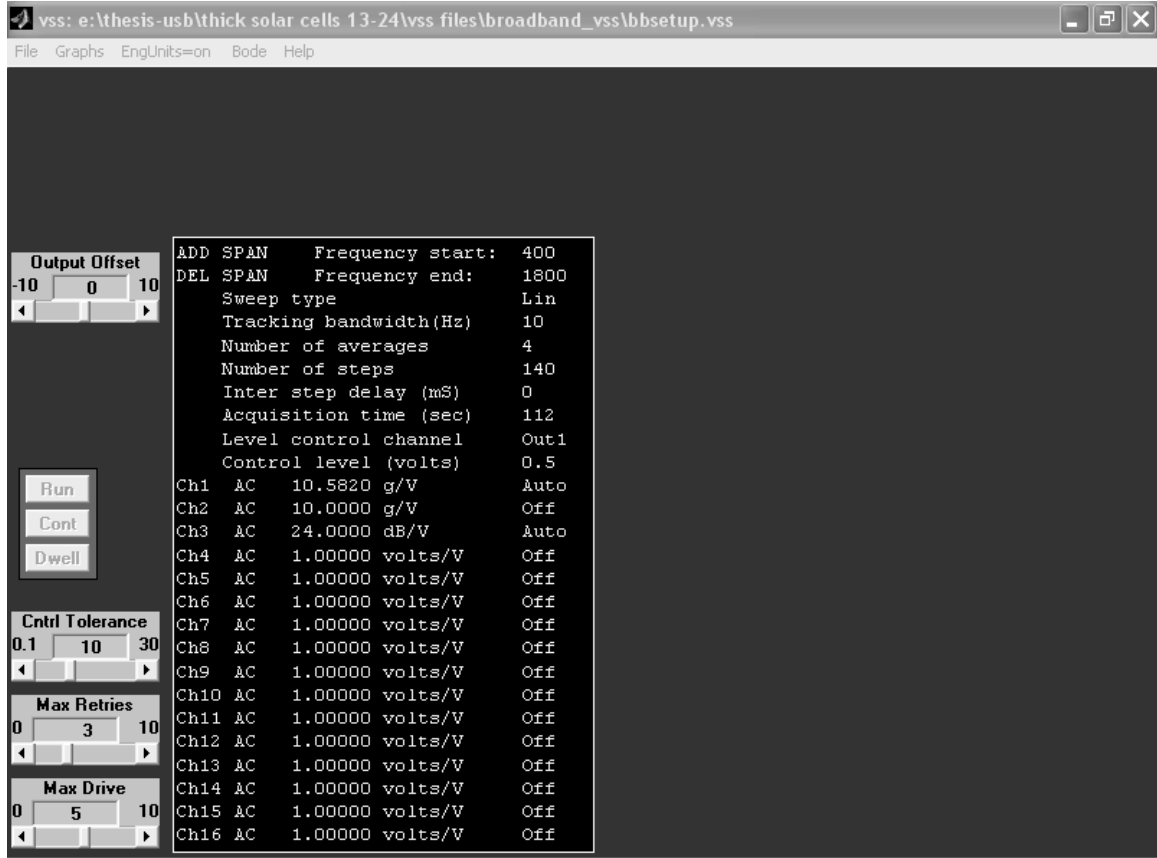 vss: e:\thesis-usb\thick solar cells 13-24\vss files\broadband_vss\bbsetup.vss
File Graphs EngUnits=on Bode Help
Output Offset
-10 0 10
ADD SPAN Frequency start: 400
DEL SPAN Frequency end: 1800
Sweep type Lin
Tracking bandwidth(Hz) 10
Number of averages 4
Number of steps 140
Inter step delay (mS) 0
Acquisition time (sec) 112
Level control channel Out1
Control level (volts) 0.5
Ch1 AC 10.5820 g/V Auto
Ch2 AC 10.0000 g/V Off
Ch3 AC 24.0000 dB/V Auto
Ch4 AC 1.00000 volts/V Off
Ch5 AC 1.00000 volts/V Off
Ch6 AC 1.00000 volts/V Off
Ch7 AC 1.00000 volts/V Off
Ch8 AC 1.00000 volts/V Off
Ch9 AC 1.00000 volts/V Off
Ch10 AC 1.00000 volts/V Off
Ch11 AC 1.00000 volts/V Off
Ch12 AC 1.00000 volts/V Off
Ch13 AC 1.00000 volts/V Off
Ch14 AC 1.00000 volts/V Off
Ch15 AC 1.00000 volts/V Off
Ch16 AC 1.00000 volts/V Off
Run
Cont
Dwell
Cntrl Tolerance
0.1 10 30
Max Retries
0 3 10
Max Drive
0 5 10